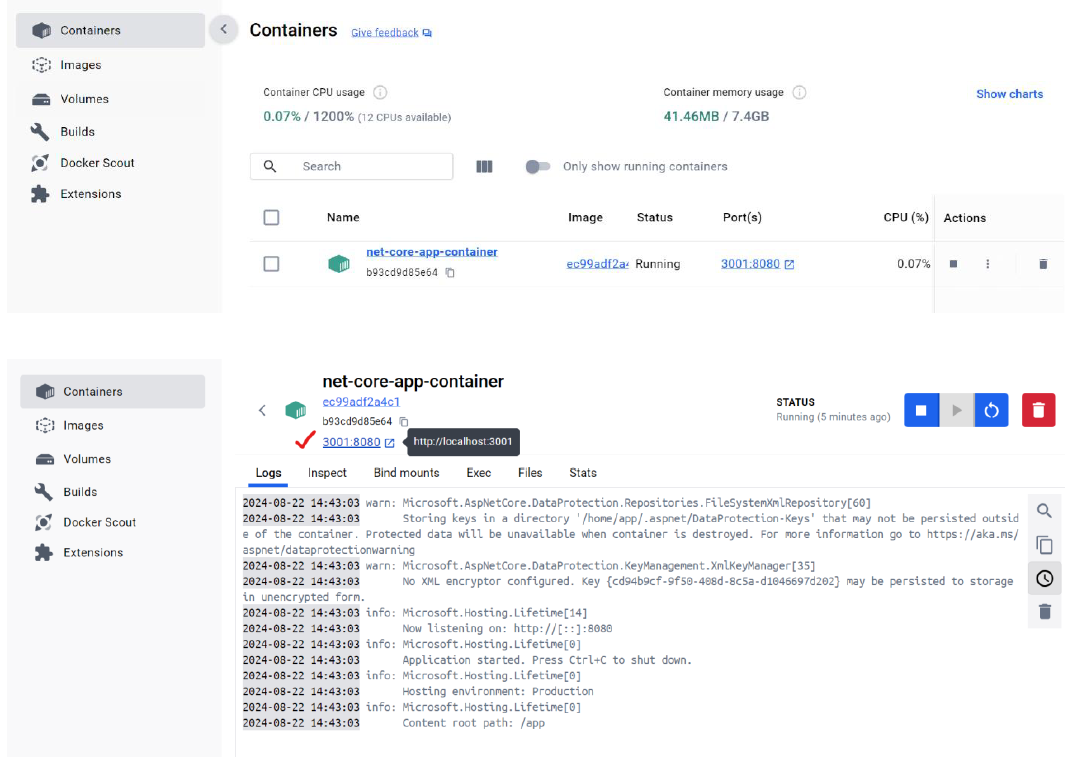 Containers
Images
Volumes
Builds
Docker Scout
Extensions
Containers Give feedback
Container CPU usage
0.07% / 1200% (12 CPUs available)
Container memory usage
41.46MB / 7.4GB
Show charts
Search
Only show running containers
Name Image Status Port(s) CPU (%) Actions
net-core-app-container
b93cd9d85e64
ec99adf2a4 Running 3001:8080 0.07%
Containers
Images
Volumes
Builds
Docker Scout
Extensions
net-core-app-container
ec99adf2a4c1
b93cd9d85e64
3001:8080 http://localhost:3001
STATUS
Running (5 minutes ago)
Logs Inspect Bind mounts Exec Files Stats
2024-08-22 14:43:03 warn: Microsoft.AspNetCore.DataProtection.Repositories.FileSystemXmlRepository[60]
2024-08-22 14:43:03 Storing keys in a directory '/home/app/.aspnet/DataProtection-Keys' that may not be persisted outsid
e of the container. Protected data will be unavailable when container is destroyed. For more information go to https://aka.ms/
aspnet/dataprotectionwarning
2024-08-22 14:43:03 warn: Microsoft.AspNetCore.DataProtection.KeyManagement.XmlKeyManager[35]
2024-08-22 14:43:03 No XML encryptor configured. Key {cd94b9cf-9f50-408d-8c5a-d1046697d202} may be persisted to storage
in unencrypted form.
2024-08-22 14:43:03 info: Microsoft.Hosting.Lifetime[14]
2024-08-22 14:43:03 Now listening on: http://[::]:8080
2024-08-22 14:43:03 info: Microsoft.Hosting.Lifetime[0]
2024-08-22 14:43:03 Application started. Press Ctrl+C to shut down.
2024-08-22 14:43:03 info: Microsoft.Hosting.Lifetime[0]
2024-08-22 14:43:03 Hosting environment: Production
2024-08-22 14:43:03 info: Microsoft.Hosting.Lifetime[0]
2024-08-22 14:43:03 Content root path: /app